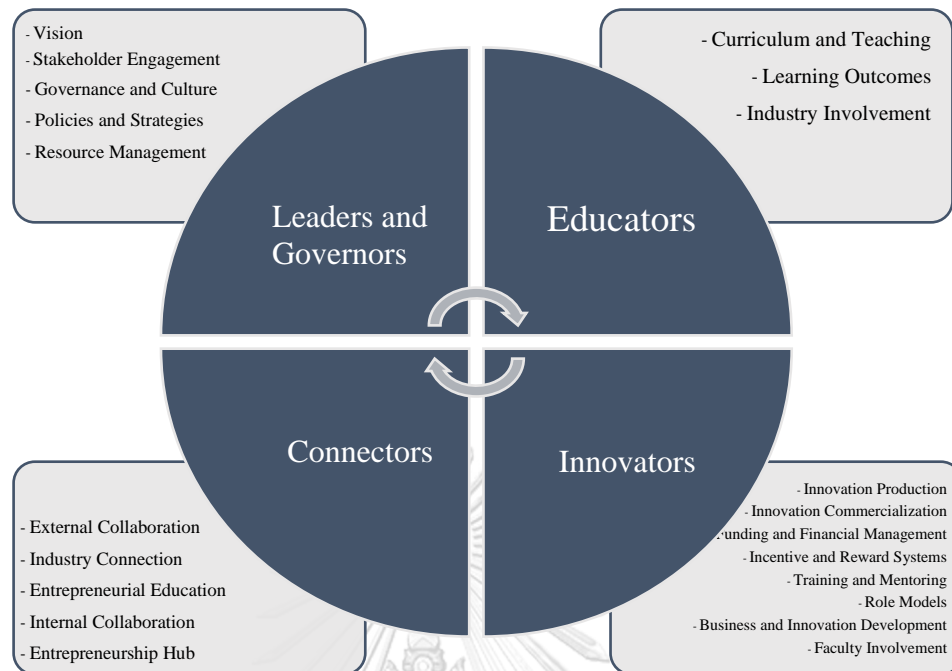 - Vision
- Stakeholder Engagement
- Governance and Culture
- Policies and Strategies
- Resource Management
- Curriculum and Teaching
- Learning Outcomes
- Industry Involvement
Leaders and
Governors
Educators
Connectors
Innovators
- External Collaboration
- Industry Connection
- Entrepreneurial Education
- Internal Collaboration
- Entrepreneurship Hub
- Innovation Production
- Innovation Commercialization
Funding and Financial Management
- Incentive and Reward Systems
- Training and Mentoring
- Role Models
- Business and Innovation Development
- Faculty Involvement